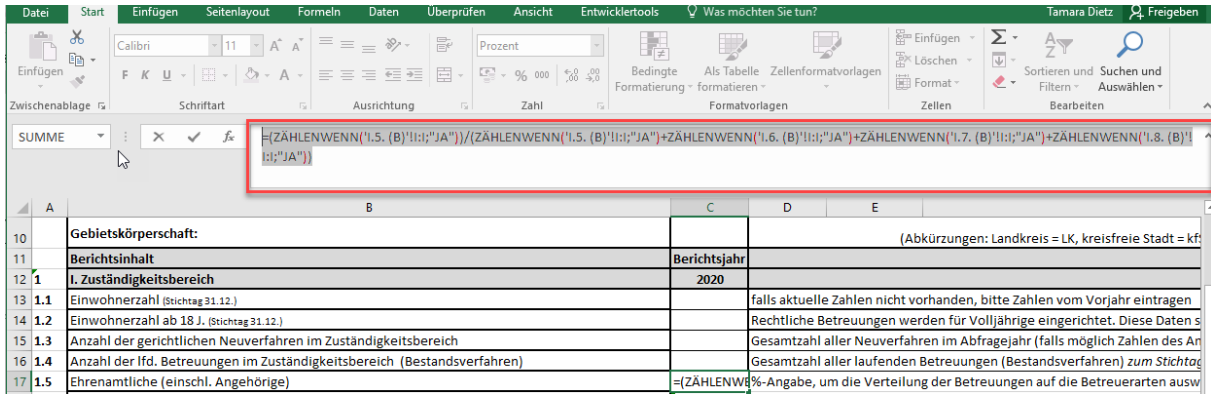 Datei Start Einfügen Seitenlayout Formeln Daten Überprüfen Ansicht Entwicklertools Was möchten Sie tun? Tamara Dietz Freigeben
Einfügen
Zwischenablage
Calibri 11 A A
F K U A
Schriftart
Ausrichtung
Prozent
% 000 ,00 ,0
Zahl
Bedingte Formatierung
Als Tabelle formatieren
Zellenformatvorlagen
Formatvorlagen
Einfügen
Löschen
Format
Zellen
Σ
Sortieren und Filtern
Suchen und Auswählen
Bearbeiten
SUMME fx =(ZÄHLENWENN('I.5. (B)'!I:I;"JA"))/(ZÄHLENWENN('I.5. (B)'!I:I;"JA")+ZÄHLENWENN('I.6. (B)'!I:I;"JA")+ZÄHLENWENN('I.7. (B)'!I:I;"JA")+ZÄHLENWENN('I.8. (B)'!
I:I;"JA"))
A B C D E
10 Gebietskörperschaft: (Abkürzungen: Landkreis = LK, kreisfreie Stadt = kfS
11 Berichtsinhalt Berichtsjahr
12 1 I. Zuständigkeitsbereich 2020
13 1.1 Einwohnerzahl (Stichtag 31.12.) falls aktuelle Zahlen nicht vorhanden, bitte Zahlen vom Vorjahr eintragen
14 1.2 Einwohnerzahl ab 18 J. (Stichtag 31.12.) Rechtliche Betreuungen werden für Volljährige eingerichtet. Diese Daten s
15 1.3 Anzahl der gerichtlichen Neuverfahren im Zuständigkeitsbereich Gesamtzahl aller Neuverfahren im Abfragejahr (falls möglich Zahlen des Am
16 1.4 Anzahl der lfd. Betreuungen im Zuständigkeitsbereich (Bestandsverfahren) Gesamtzahl aller laufenden Betreuungen (Bestandsverfahren) zum Stichtag
17 1.5 Ehrenamtliche (einschl. Angehörige) =(ZÄHLENWE %-Angabe, um die Verteilung der Betreuungen auf die Betreuerarten ausw